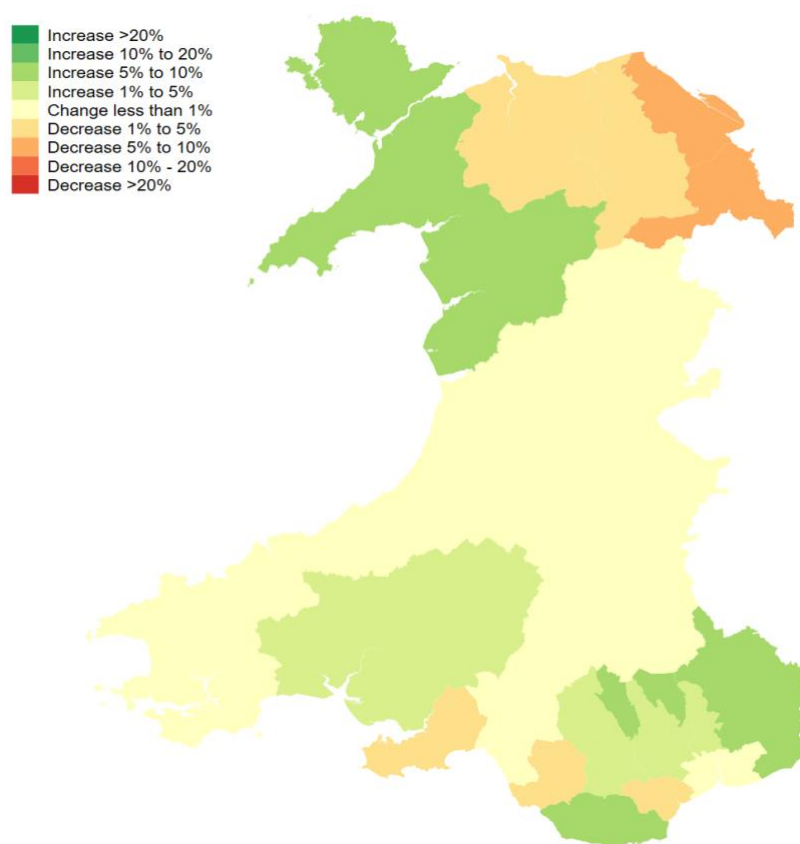 Increase >20%
Increase 10% to 20%
Increase 5% to 10%
Increase 1% to 5%
Change less than 1%
Decrease 1% to 5%
Decrease 5% to 10%
Decrease 10% - 20%
Decrease >20%